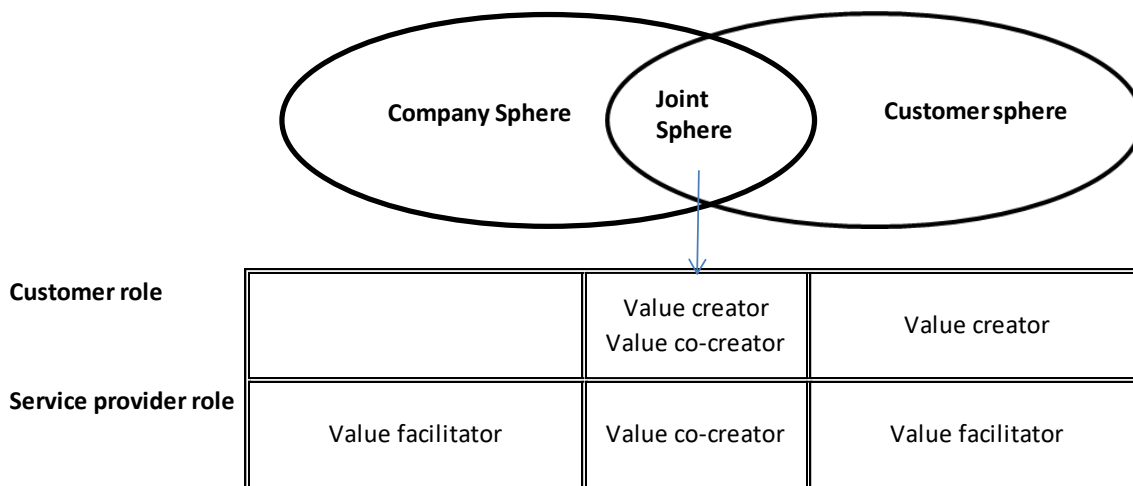 Company Sphere
Joint
Sphere
Customer sphere
Customer role
Value creator
Value co-creator
Value creator
Service provider role
Value facilitator
Value co-creator
Value facilitator